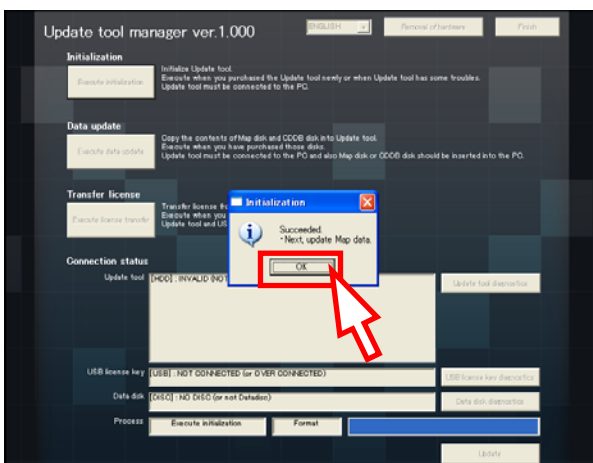 Update tool manager ver.1.000
ENGLISH
Removal of hardware
Finish
Initialization
Execute initialization
Initialize Update tool.
Execute when you purchased the Update tool newly or when Update tool has some troubles.
Update tool must be connected to the PC.
Data update
Execute data update
Copy the contents of Map disk and CDDB disk into Update tool.
Execute when you have purchased those disks.
Update tool must be connected to the PC and also Map disk or CDDB disk should be inserted into the PC.
Transfer license
Execute license transfer
Transfer license
Execute when you
Update tool and US
Initialization
Succeeded.
-Next, update Map data.
OK
Connection status
Update tool
[HDD] : INVALID (NOT
Update tool diagnostics
USB license key
[USB] : NOT CONNECTED (or OVER CONNECTED)
USB license key diagnostics
Data disk
[DISC] : NO DISC (or not Datadisc)
Data disk diagnostics
Process
Execute initialization
Format
Update